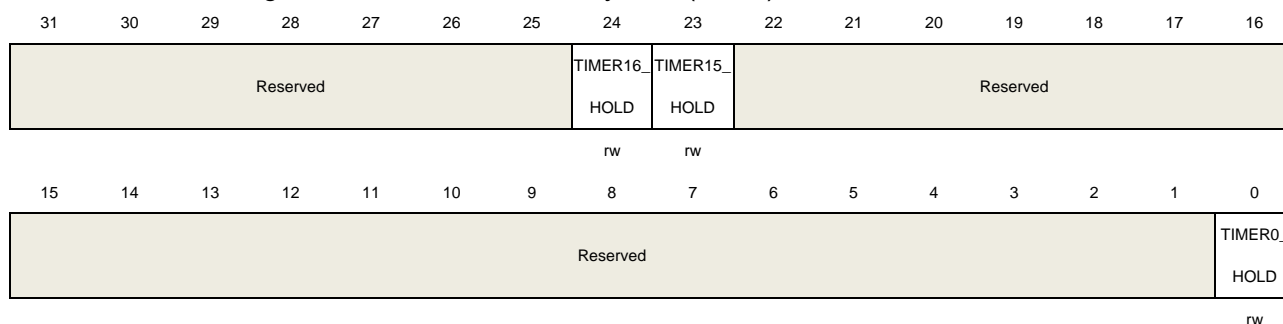 31 30 29 28 27 26 25 24 23 22 21 20 19 18 17 16
Reserved
TIMER16_
HOLD
TIMER15_
HOLD
Reserved
rw rw
15 14 13 12 11 10 9 8 7 6 5 4 3 2 1 0
Reserved
TIMER0_
HOLD
rw